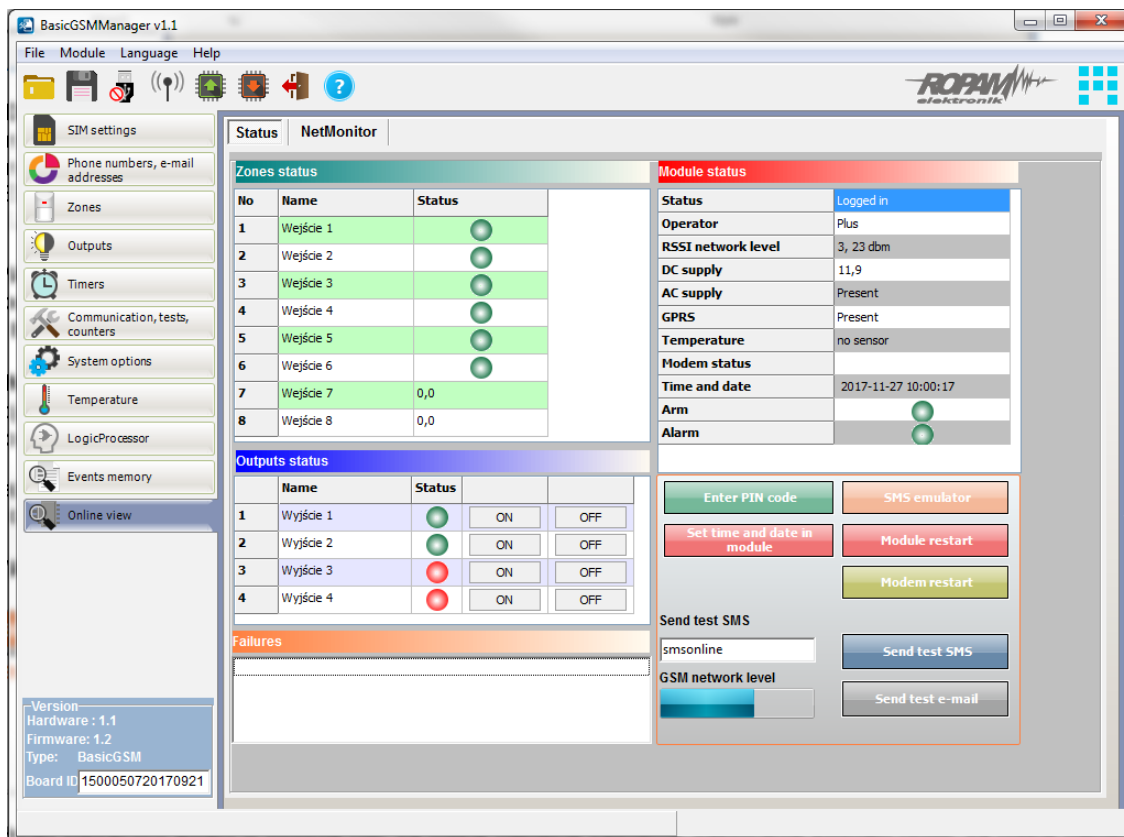 BasicGSMManager v1.1
File Module Language Help
ROPAM
elektronik
SIM settings
Phone numbers, e-mail
addresses
Zones
Outputs
Timers
Communication, tests,
counters
System options
Temperature
LogicProcessor
Events memory
Online view
Version
Hardware : 1.1
Firmware: 1.2
Type: BasicGSM
Board ID 1500050720170921
Status NetMonitor
Zones status
No Name Status
1 Wejście 1
2 Wejście 2
3 Wejście 3
4 Wejście 4
5 Wejście 5
6 Wejście 6
7 Wejście 7 0,0
8 Wejście 8 0,0
Outputs status
Name Status
1 Wyjście 1 ON OFF
2 Wyjście 2 ON OFF
3 Wyjście 3 ON OFF
4 Wyjście 4 ON OFF
Failures
Module status
Status Logged in
Operator Plus
RSSI network level 3, 23 dbm
DC supply 11,9
AC supply Present
GPRS Present
Temperature no sensor
Modem status
Time and date 2017-11-27 10:00:17
Arm
Alarm
Enter PIN code SMS emulator
Set time and date in
module
Module restart
Modem restart
Send test SMS
smsonline
Send test SMS
GSM network level
Send test e-mail